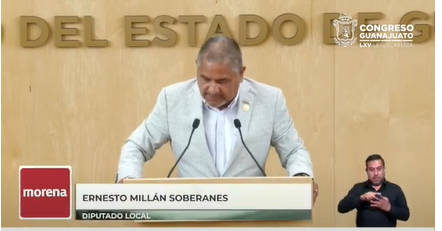 DEL ESTADO DE G
CONGRESO
GUANAJUATO
LXV LEGISLATURA
morena
ERNESTO MILLÁN SOBERANES
DIPUTADO LOCAL